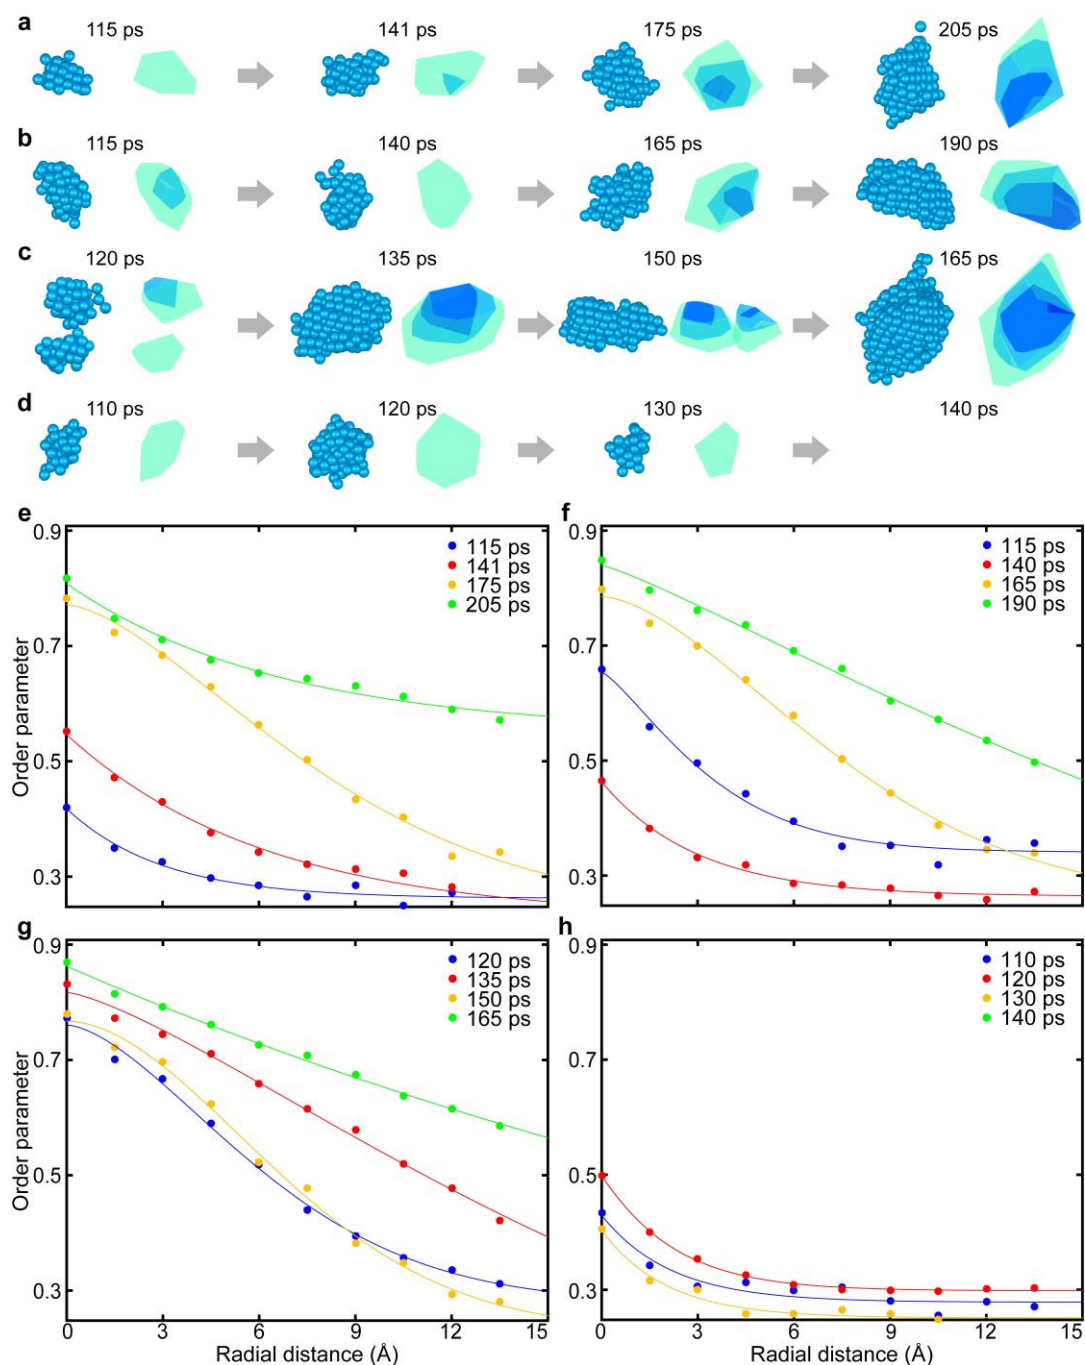 a
115 ps 141 ps 175 ps 205 ps
b
115 ps 140 ps 165 ps 190 ps
c
120 ps 135 ps 150 ps 165 ps
d
110 ps 120 ps 130 ps 140 ps
e
0.9
0.7
0.5
0.3
Order parameter
115 ps
141 ps
175 ps
205 ps
f
0.9
0.7
0.5
0.3
115 ps
140 ps
165 ps
190 ps
g
0.9
0.7
0.5
0.3
Order parameter
120 ps
135 ps
150 ps
165 ps
0 3 6 9 12 15
Radial distance (Å)
h
0.9
0.7
0.5
0.3
110 ps
120 ps
130 ps
140 ps
0 3 6 9 12 15
Radial distance (Å)